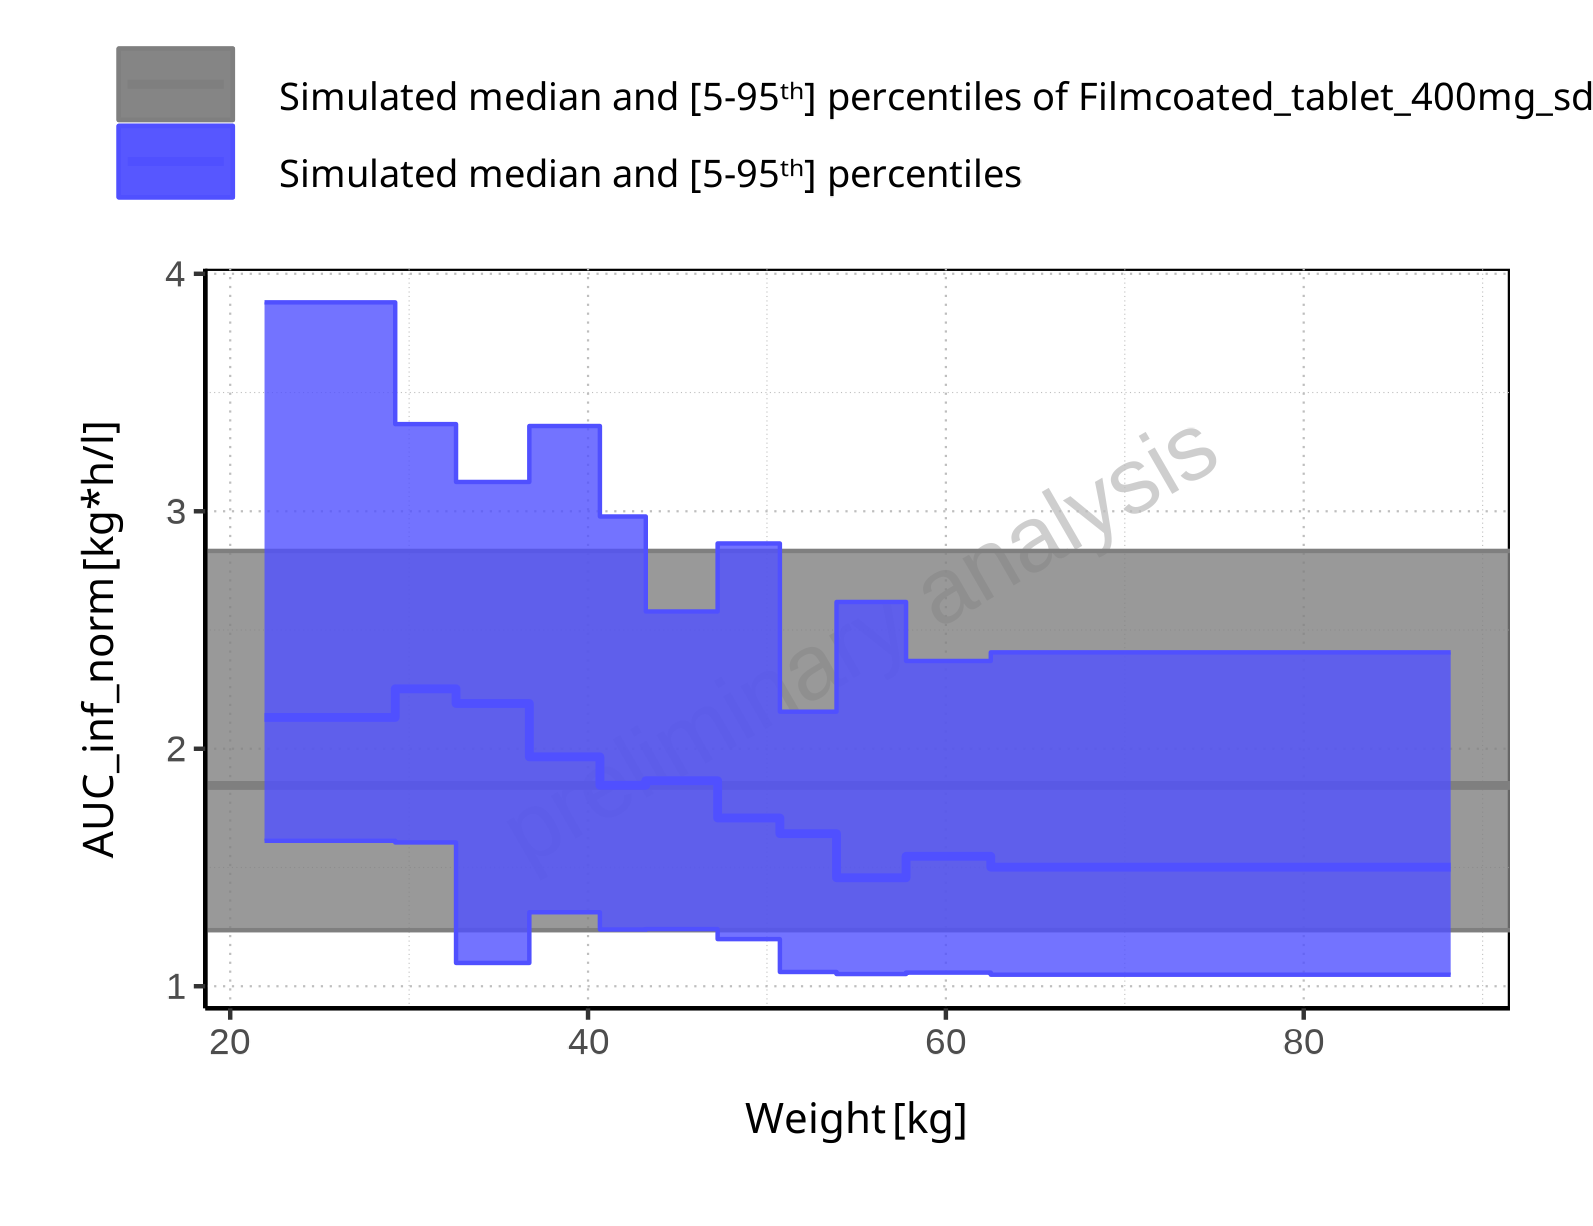 Simulated median and [5-95ᵗʰ] percentiles of Filmcoated_tablet_400mg_sd
Simulated median and [5-95ᵗʰ] percentiles
4
3
2
1
AUC_inf_norm [kg*h/l]
preliminary analysis
20 40 60 80
Weight [kg]